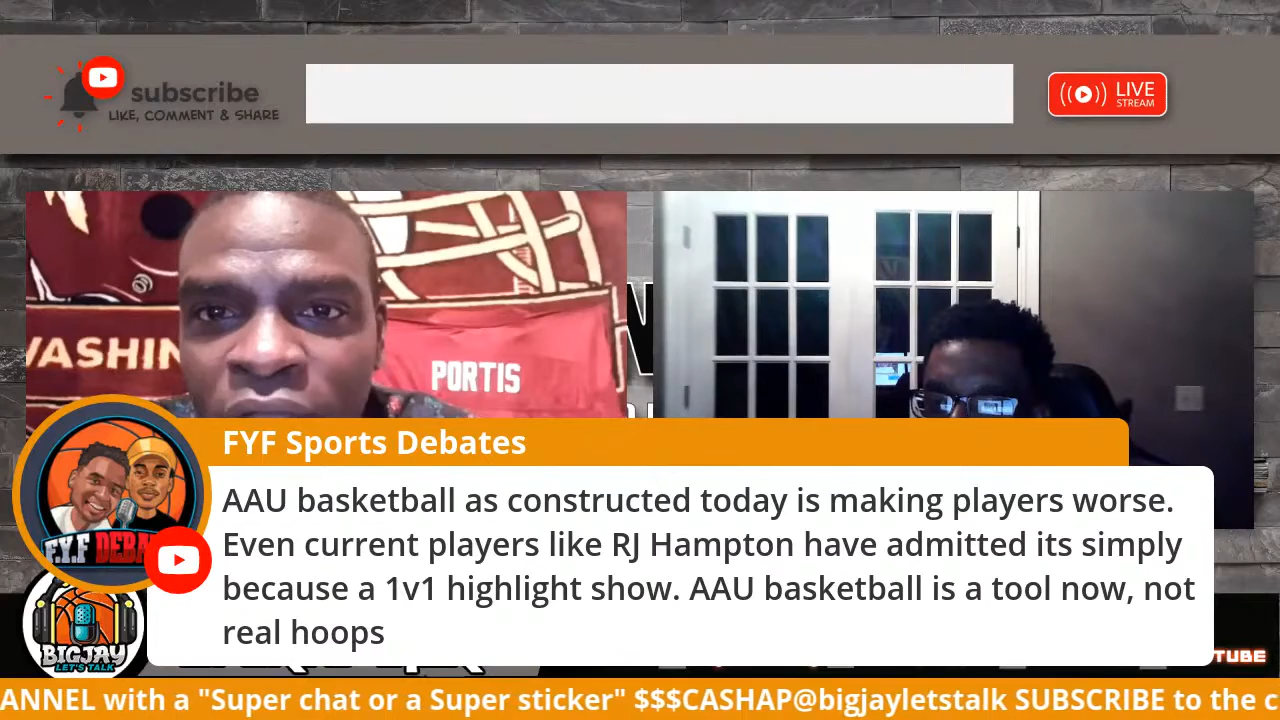 subscribe
LIKE, COMMENT & SHARE
LIVE
STREAM
WASHIN
PORTIS
FYF Sports Debates
AAU basketball as constructed today is making players worse.
Even current players like RJ Hampton have admitted its simply
because a 1v1 highlight show. AAU basketball is a tool now, not
real hoops
F.Y.F DEBA
BIGJAY
LET'S TALK
TUBE
ANNEL with a "Super chat or a Super sticker" $$$CASHAP@bigjayletstalk SUBSCRIBE to the c